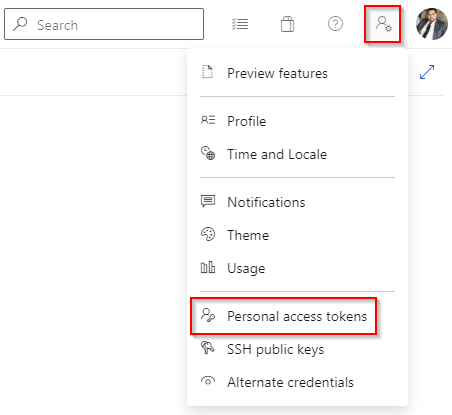 Search
Preview features
Profile
Time and Locale
Notifications
Theme
Usage
Personal access tokens
SSH public keys
Alternate credentials